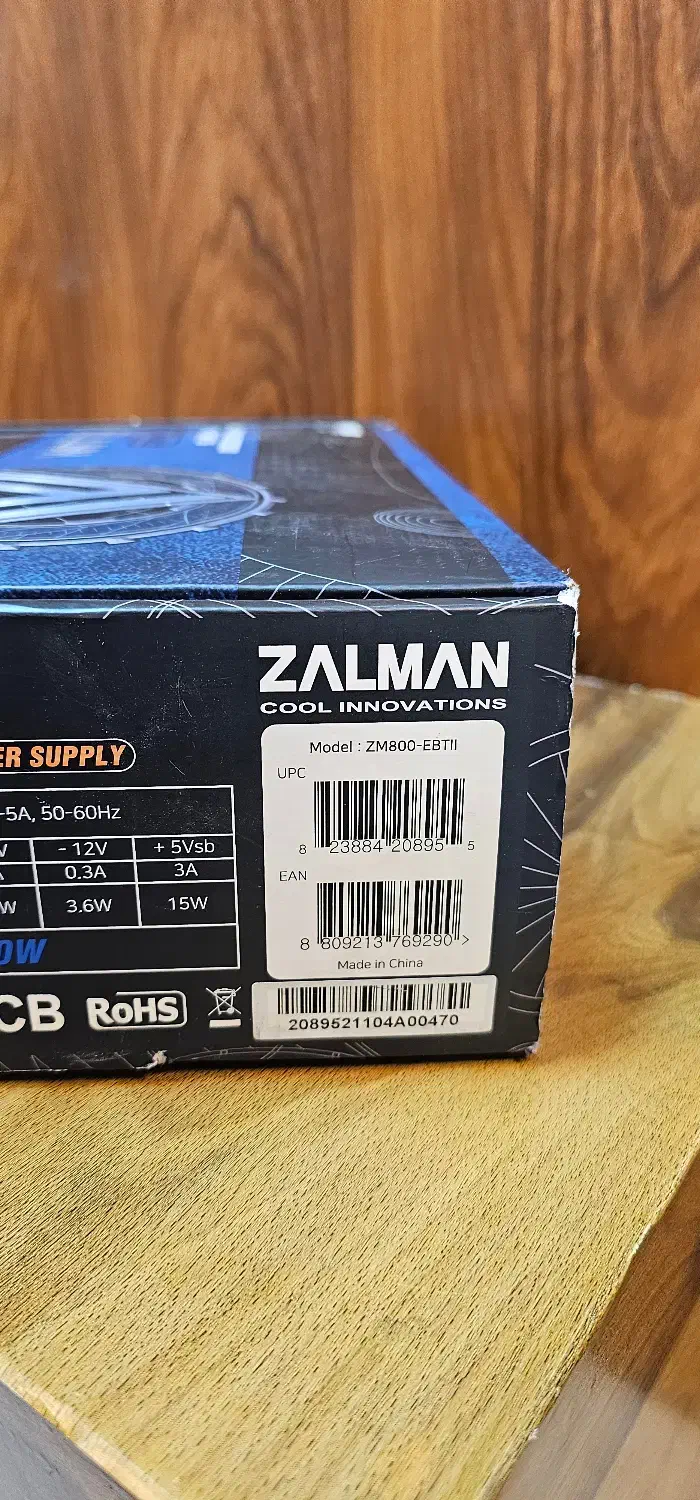 ZALMAN
COOL INNOVATIONS
ER SUPPLY
-5A, 50-60Hz
V - 12V + 5Vsb
A 0.3A 3A
W 3.6W 15W
0W
CB RoHS
Model : ZM800-EBTII
UPC
8 23884 20895 5
EAN
8 809213 769290 >
Made in China
2089521104A00470